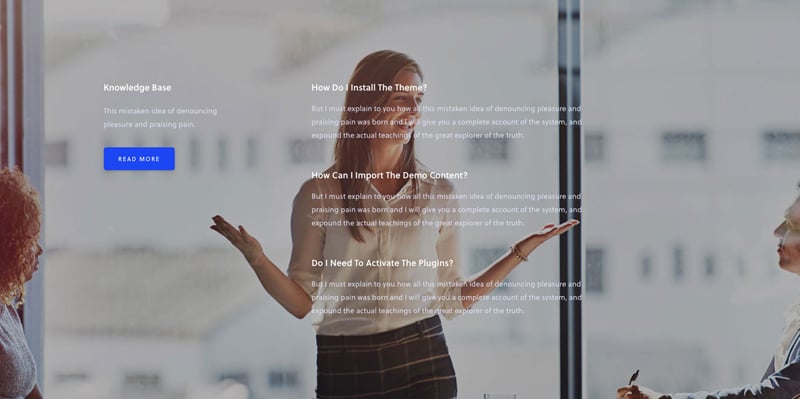 Knowledge Base
This mistaken idea of denouncing
pleasure and praising pain.
READ MORE
How Do I Install The Theme?
But I must explain to you how all this mistaken idea of denouncing pleasure and
praising pain was born and I will give you a complete account of the system, and
expound the actual teachings of the great explorer of the truth.
How Can I Import The Demo Content?
But I must explain to you how all this mistaken idea of denouncing pleasure and
praising pain was born and I will give you a complete account of the system, and
expound the actual teachings of the great explorer of the truth.
Do I Need To Activate The Plugins?
But I must explain to you how all this mistaken idea of denouncing pleasure and
praising pain was born and I will give you a complete account of the system, and
expound the actual teachings of the great explorer of the truth.